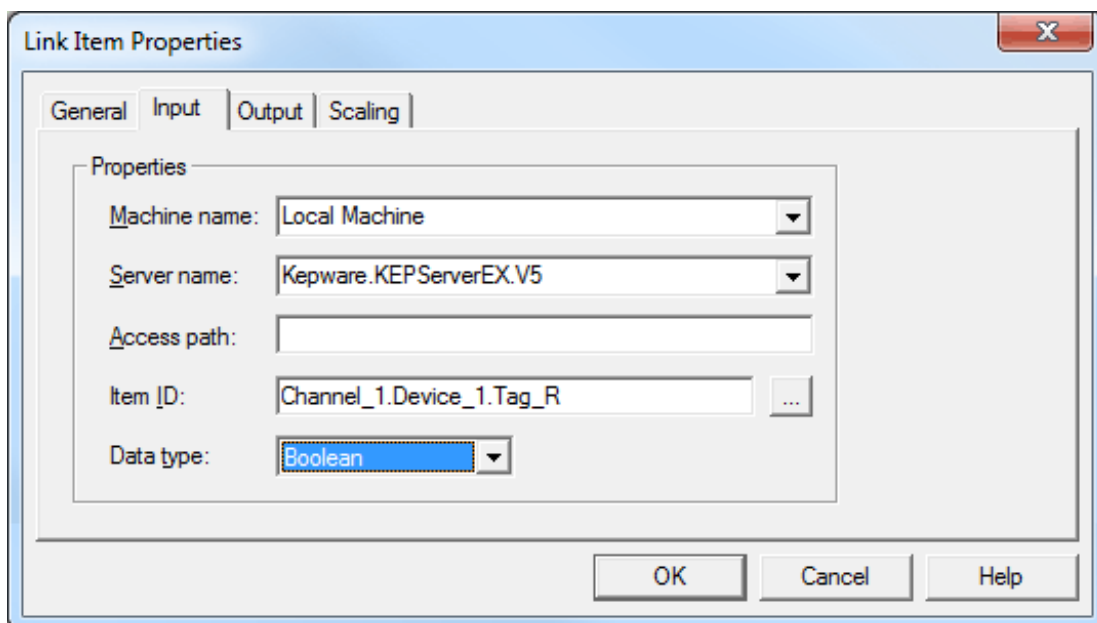 Link Item Properties
General Input Output Scaling
Properties
Machine name: Local Machine
Server name: Kepware.KEPServerEX.V5
Access path:
Item ID: Channel_1.Device_1.Tag_R ...
Data type: Boolean
OK Cancel Help